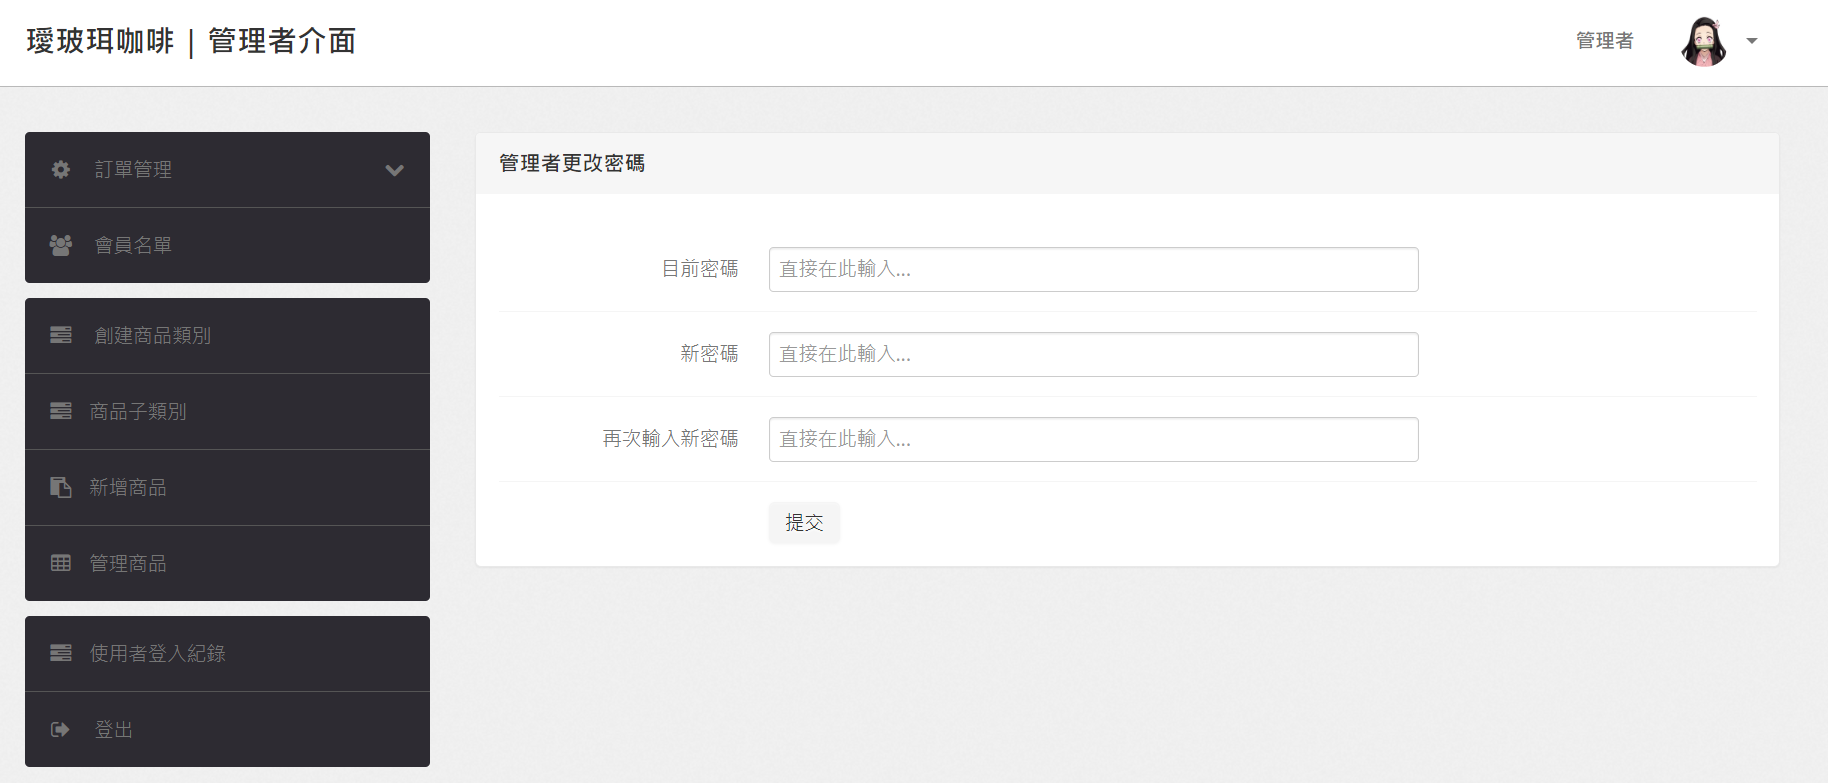 璦玻珥咖啡 | 管理者介面
管理者
訂單管理
會員名單
創建商品類別
商品子類別
新增商品
管理商品
使用者登入紀錄
登出
管理者更改密碼
目前密碼 直接在此輸入...
新密碼 直接在此輸入...
再次輸入新密碼 直接在此輸入...
提交